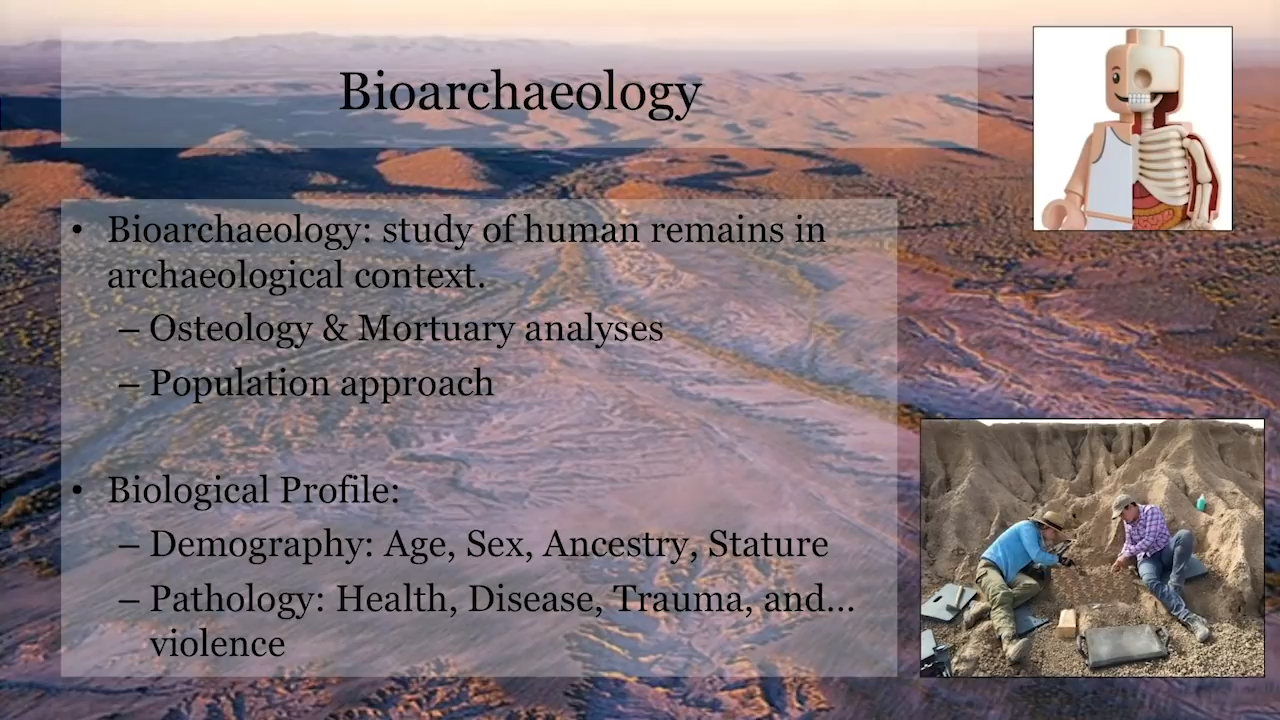 Bioarchaeology
• Bioarchaeology: study of human remains in
archaeological context.
– Osteology & Mortuary analyses
– Population approach
• Biological Profile:
– Demography: Age, Sex, Ancestry, Stature
– Pathology: Health, Disease, Trauma, and...
violence